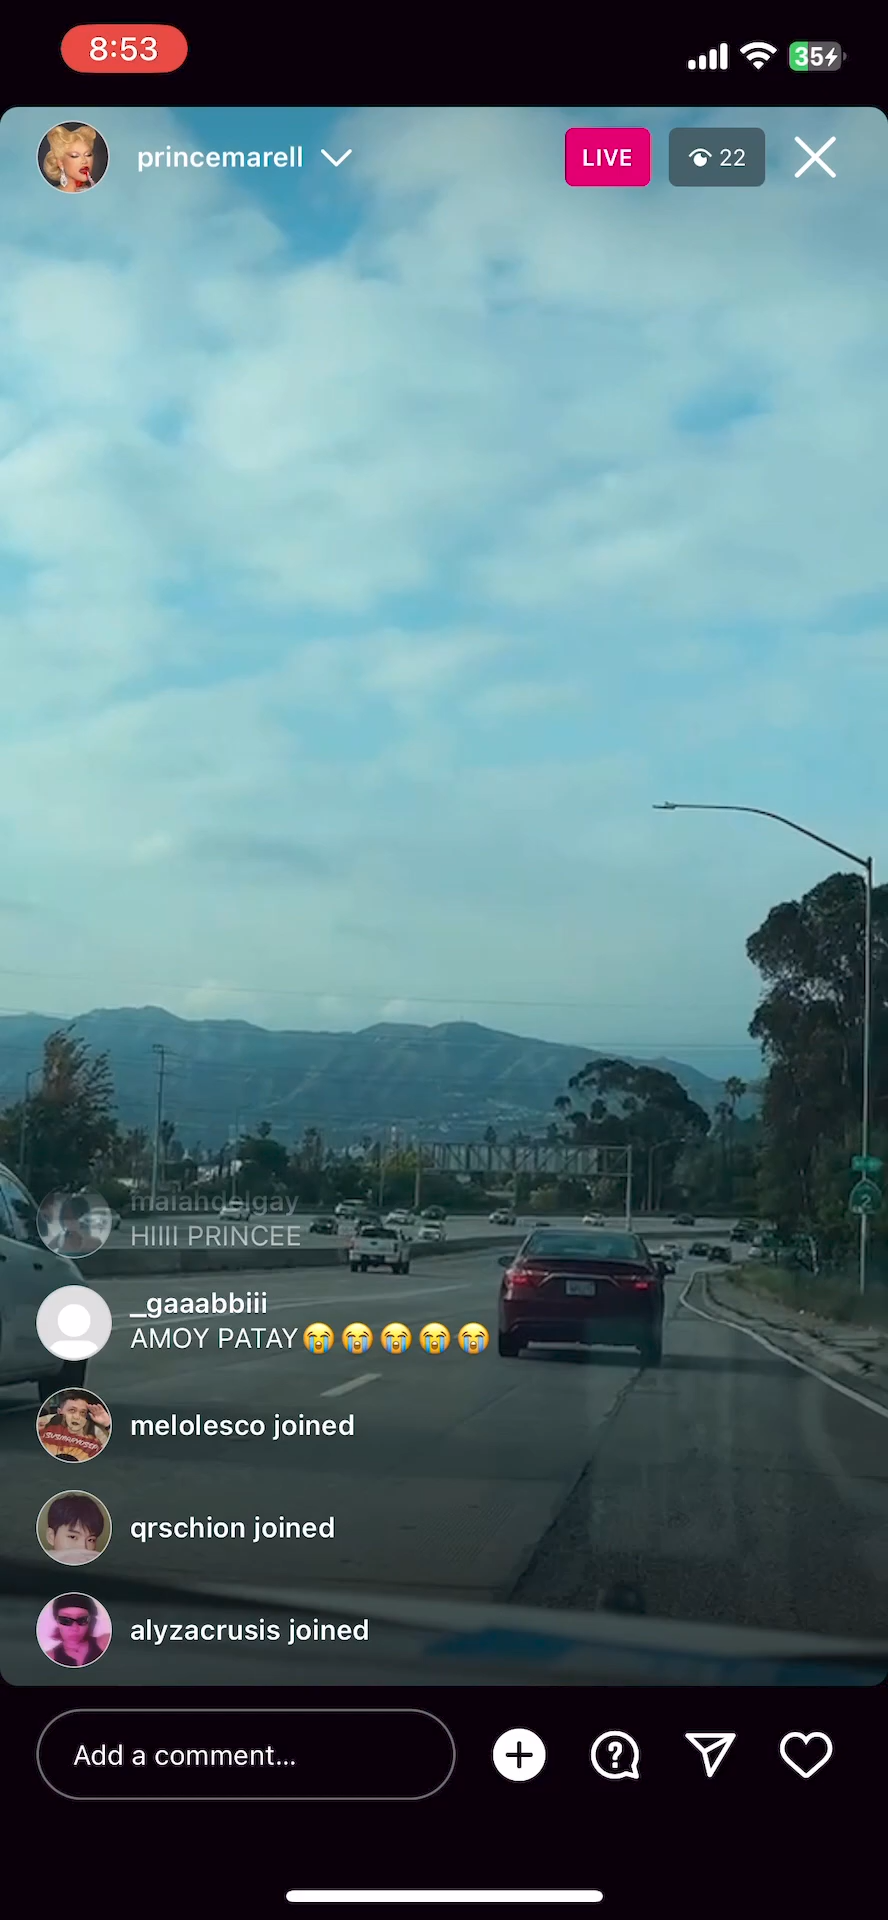 8:53
35
princemarell
LIVE
22
maiahdelgay
HIIII PRINCEE
2
_gaaabbiii
AMOY PATAY😭😭😭😭😭
melolesco joined
qrschion joined
alyzacrusis joined
Add a comment...